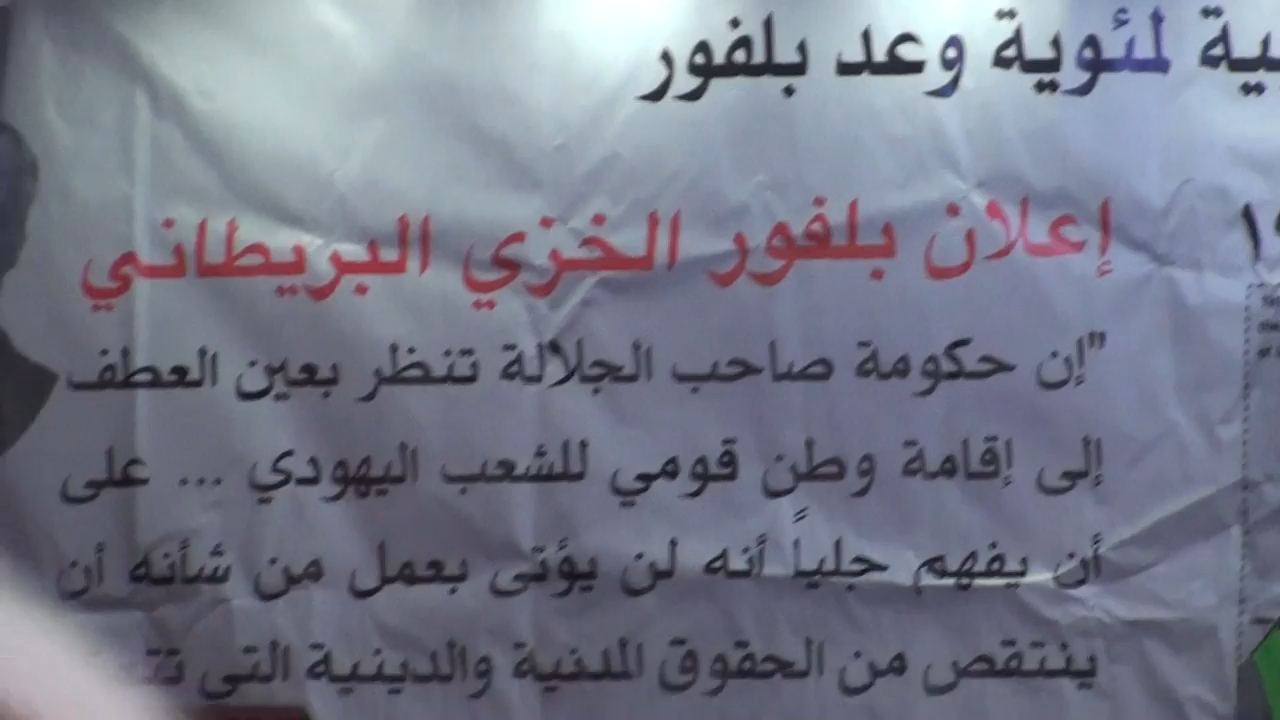 لمئوية وعد بلفور
إعلان بلفور الخزي البريطاني
"إن حكومة صاحب الجلالة تنظر بعين العطف
إلى إقامة وطن قومي للشعب اليهودي ... على
أن يفهم جلياً أنه لن يؤتى بعمل من شأنه أن
ينتقص من الحقوق المدنية والدينية التي